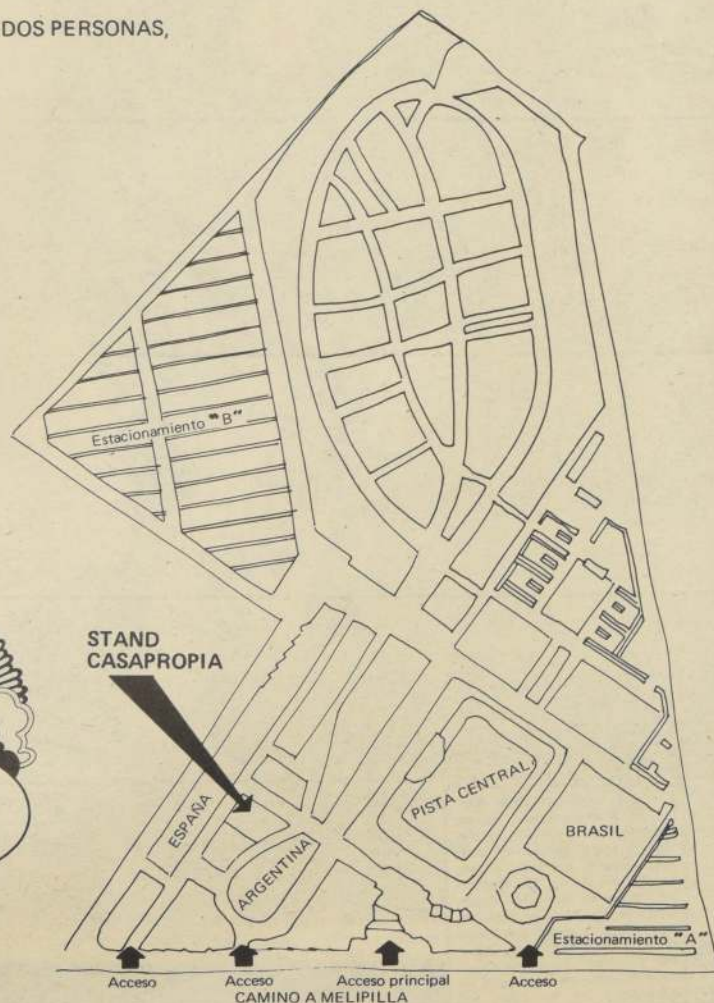 DOS PERSONAS,
Estacionamiento "B"
STAND
CASAPROPIA
ESPAÑA
ARGENTINA
PISTA CENTRAL
BRASIL
Estacionamiento "A"
Acceso
Acceso
Acceso principal
Acceso
CAMINO A MELIPILLA